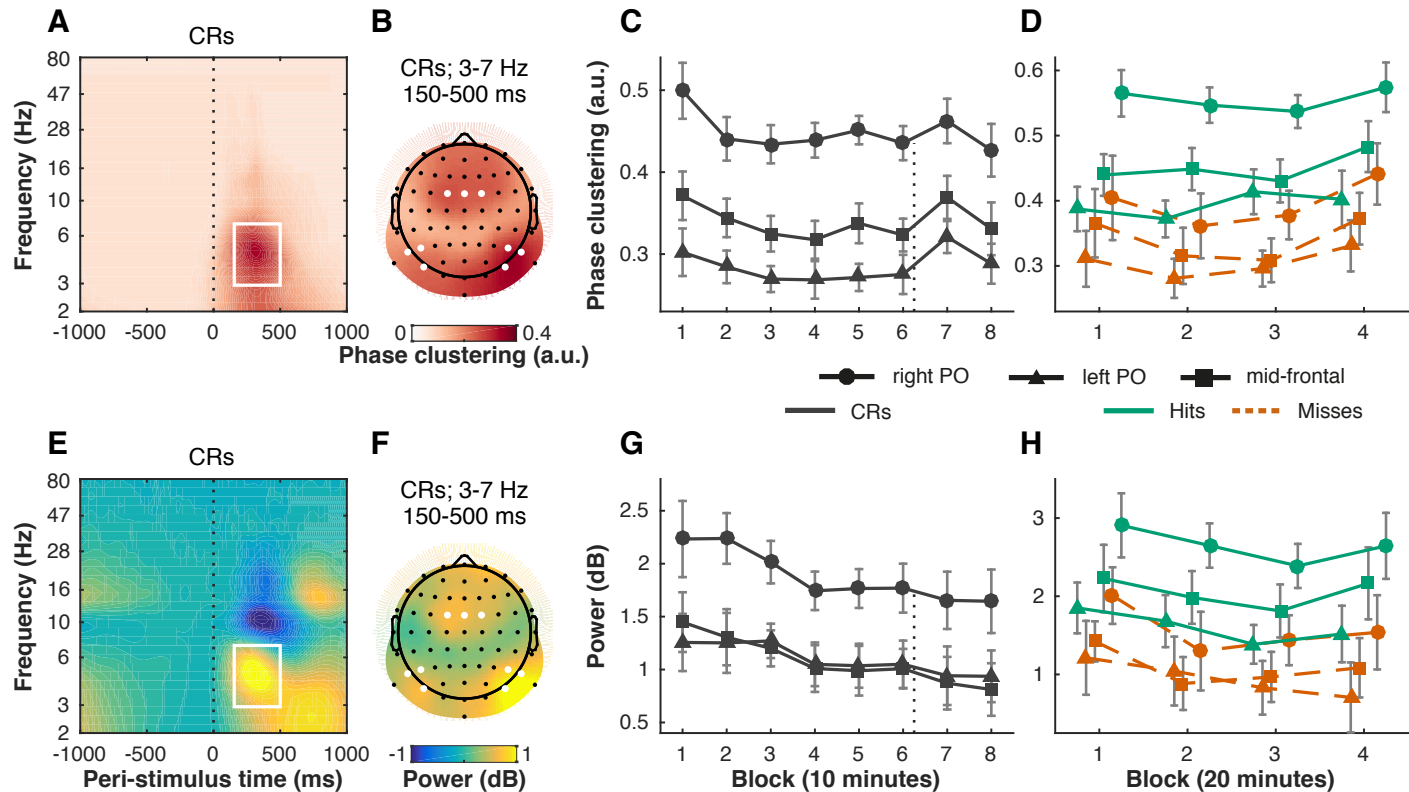 A
CRs
Frequency (Hz)
80
47
28
16
10
6
3
2
-1000 -500 0 500 1000
B
CRs; 3-7 Hz
150-500 ms
0 0.4
Phase clustering (a.u.)
C
Phase clustering (a.u.)
0.5
0.4
0.3
1 2 3 4 5 6 7 8
D
0.6
0.5
0.4
0.3
1 2 3 4
right PO left PO mid-frontal
CRs Hits Misses
E
CRs
Frequency (Hz)
80
47
28
16
10
6
3
2
-1000 -500 0 500 1000
Peri-stimulus time (ms)
F
CRs; 3-7 Hz
150-500 ms
-1 1
Power (dB)
G
Power (dB)
2.5
2
1.5
1
0.5
1 2 3 4 5 6 7 8
Block (10 minutes)
H
3
2
1
1 2 3 4
Block (20 minutes)